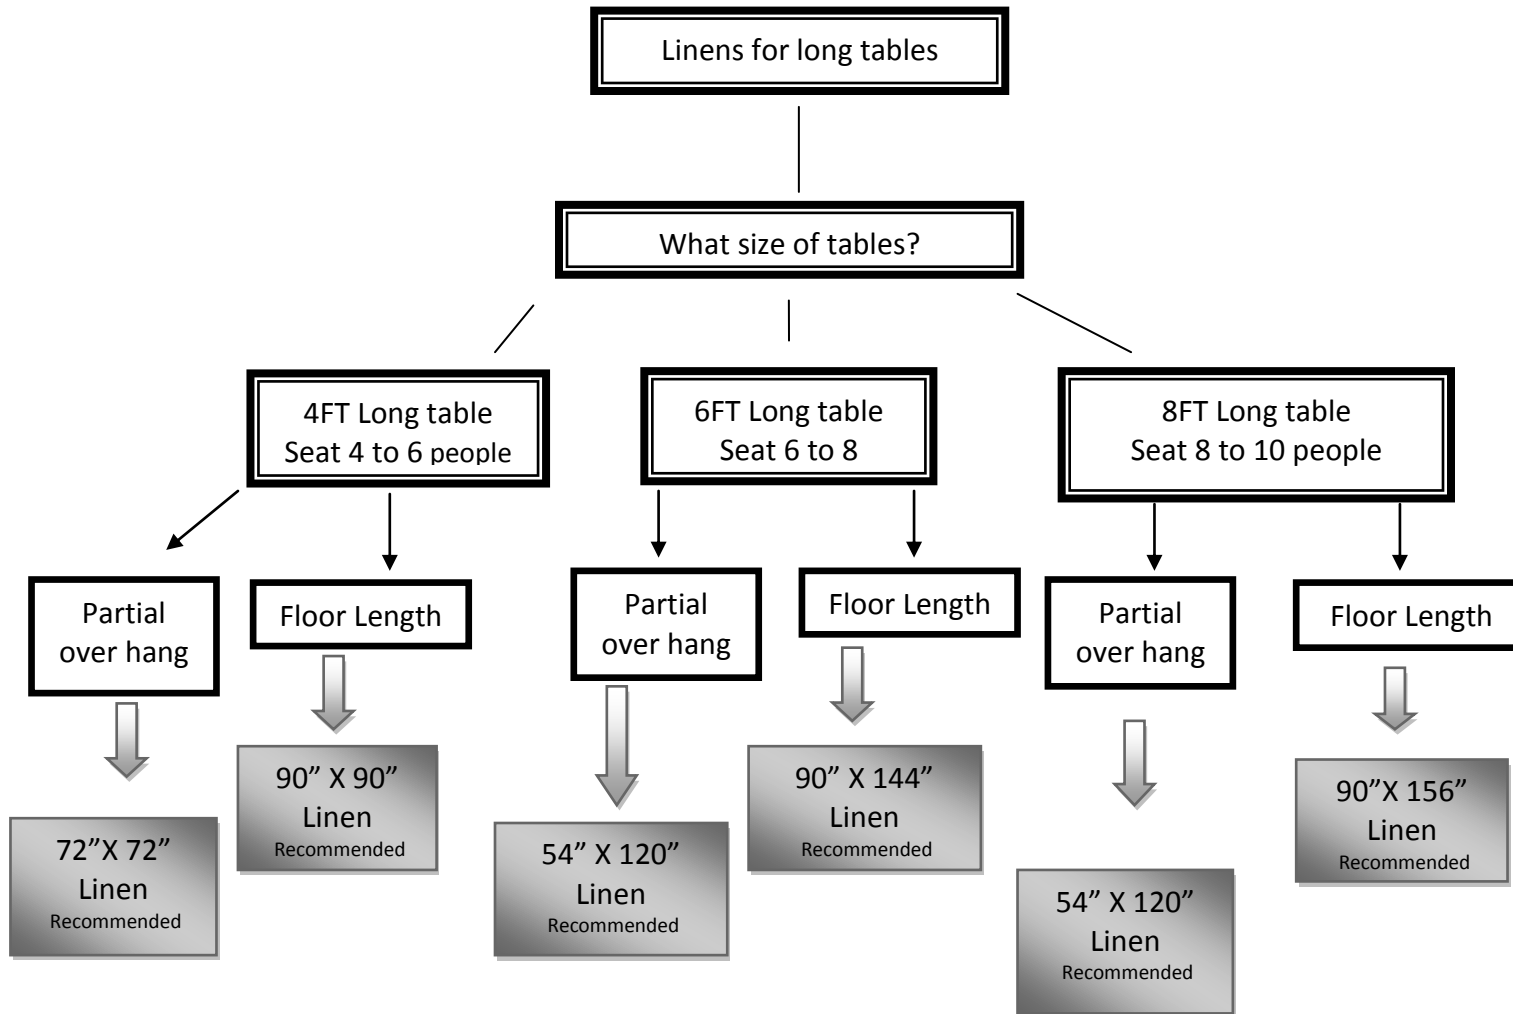 Linens for long tables
What size of tables?
4FT Long table
Seat 4 to 6 people
6FT Long table
Seat 6 to 8
8FT Long table
Seat 8 to 10 people
Partial
over hang
Floor Length
Partial
over hang
Floor Length
Partial
over hang
Floor Length
72”X 72”
Linen
Recommended
90” X 90”
Linen
Recommended
54” X 120”
Linen
Recommended
90” X 144”
Linen
Recommended
54” X 120”
Linen
Recommended
90”X 156”
Linen
Recommended